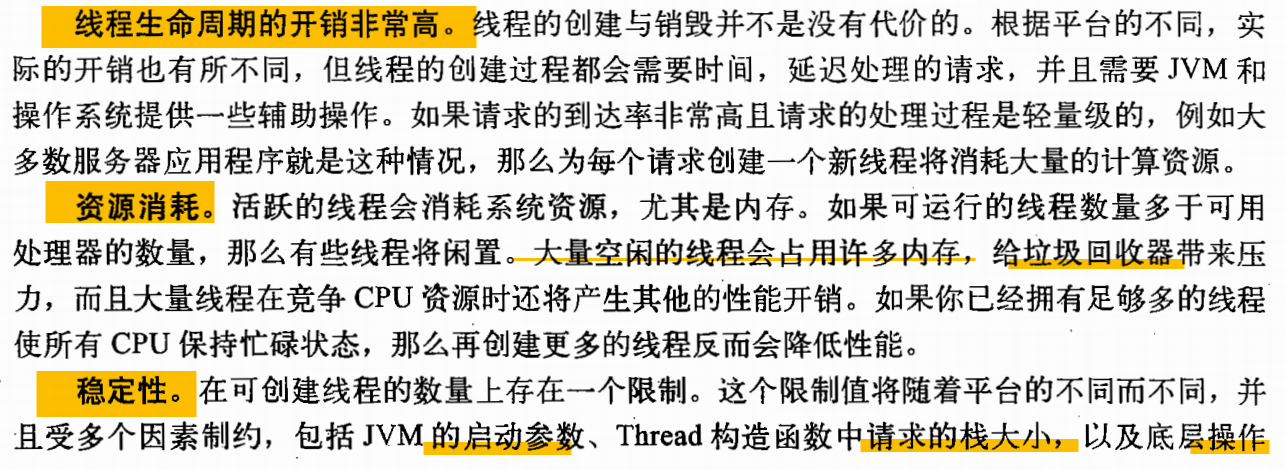 线程生命周期的开销非常高。线程的创建与销毁并不是没有代价的。根据平台的不同，实
际的开销也有所不同，但线程的创建过程都会需要时间，延迟处理的请求，并且需要 JVM 和
操作系统提供一些辅助操作。如果请求的到达率非常高且请求的处理过程是轻量级的，例如大
多数服务器应用程序就是这种情况，那么为每个请求创建一个新线程将消耗大量的计算资源。
资源消耗。活跃的线程会消耗系统资源，尤其是内存。如果可运行的线程数量多于可用
处理器的数量，那么有些线程将闲置。大量空闲的线程会占用许多内存，给垃圾回收器带来压
力，而且大量线程在竞争 CPU 资源时还将产生其他的性能开销。如果你已经拥有足够多的线程
使所有 CPU 保持忙碌状态，那么再创建更多的线程反而会降低性能。
稳定性。在可创建线程的数量上存在一个限制。这个限制值将随着平台的不同而不同，并
且受多个因素制约，包括 JVM 的启动参数、Thread 构造函数中请求的栈大小，以及底层操作